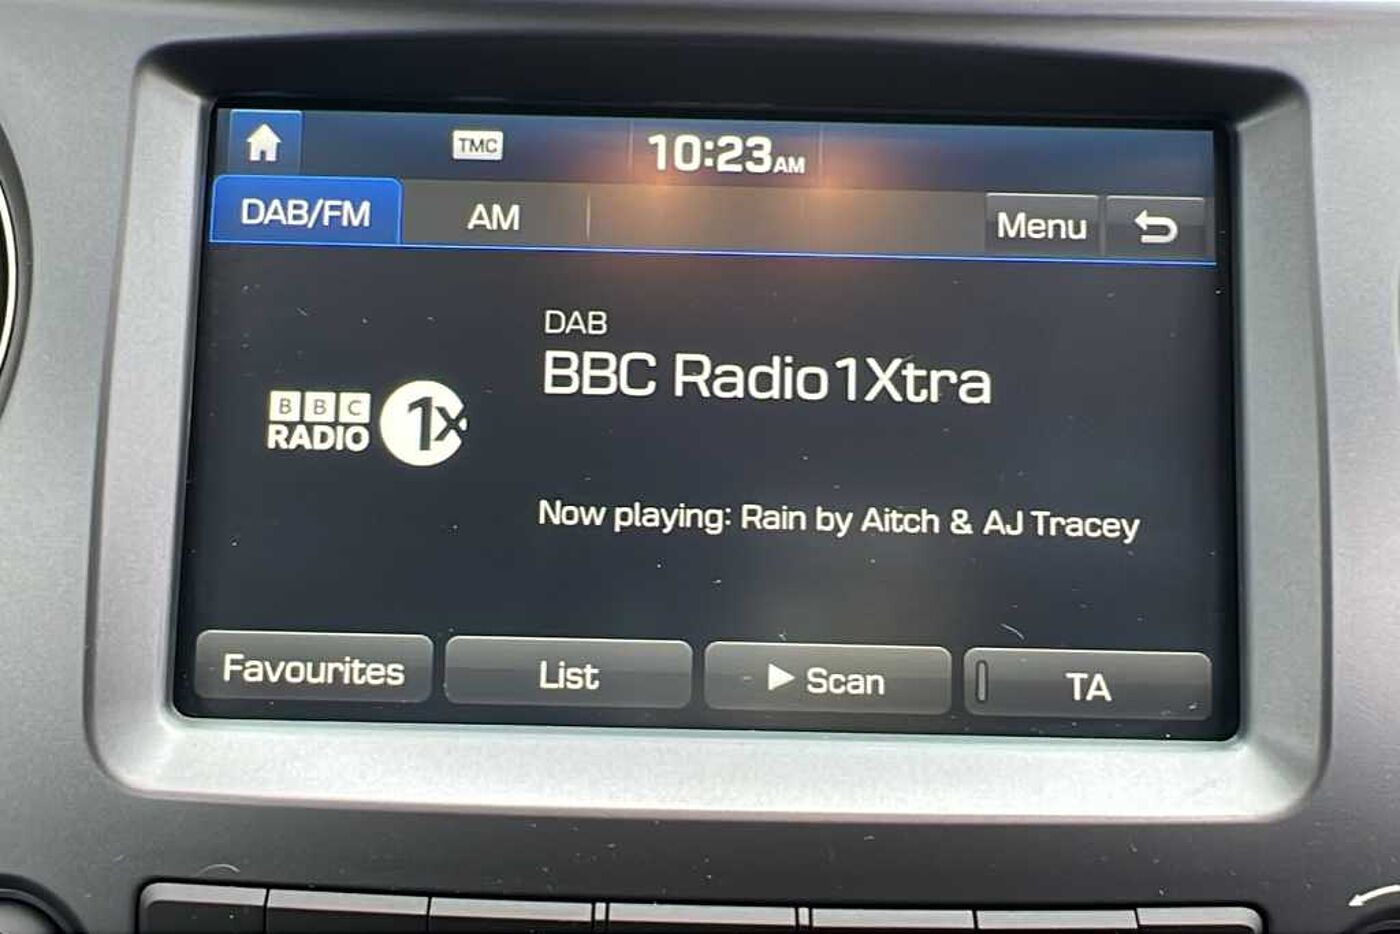 TMC
10:23AM
DAB/FM
AM
Menu
DAB
BBC Radio1Xtra
BBC
RADIO
1x
Now playing: Rain by Aitch & AJ Tracey
Favourites
List
Scan
TA